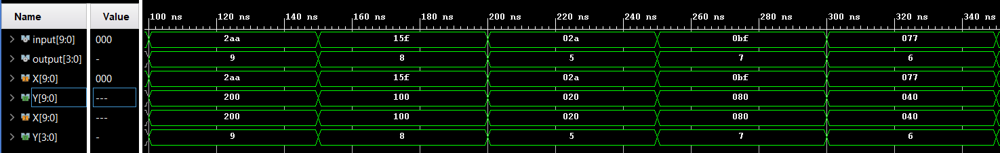 Name Value 100 ns 120 ns 140 ns 160 ns 180 ns 200 ns 220 ns 240 ns 260 ns 280 ns 300 ns 320 ns 340 ns
input[9:0] 000 2aa 15f 02a 0bf 077
output[3:0] - 9 8 5 7 6
X[9:0] 000 2aa 15f 02a 0bf 077
Y[9:0] --- 200 100 020 080 040
X[9:0] --- 200 100 020 080 040
Y[3:0] - 9 8 5 7 6